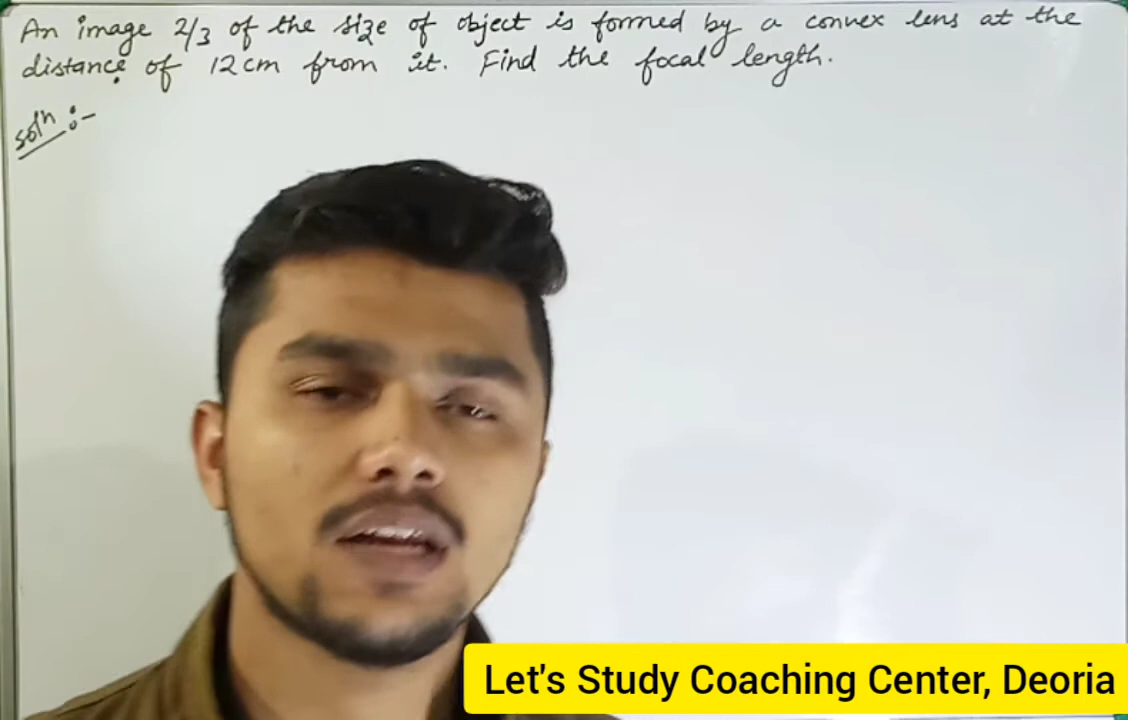 An image 2/3 of the size of object is formed by a convex lens at the
distance of 12cm from it. Find the focal length.
Soln :-
Let's Study Coaching Center, Deoria